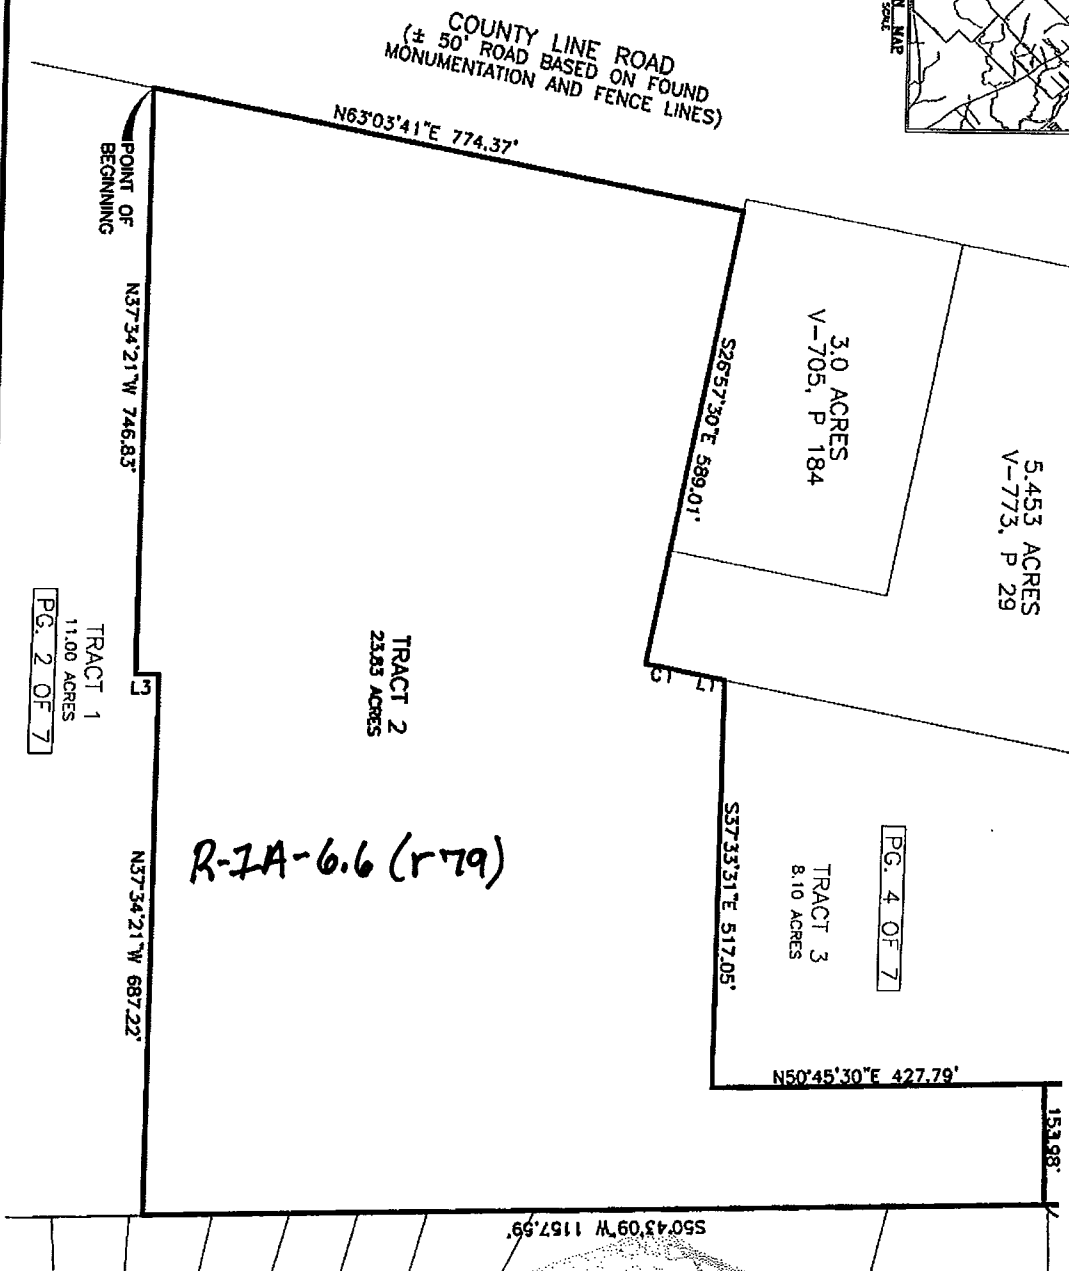 COUNTY LINE ROAD
(± 50' ROAD BASED ON FOUND
MONUMENTATION AND FENCE LINES)
N MAP
SCALE
N63°03'41"E 774.37'
POINT OF
BEGINNING
N37°34'21"W 746.83'
S26°57'30"E 589.01'
3.0 ACRES
V-705, P 184
5.453 ACRES
V-773, P 29
TRACT 1
11.00 ACRES
PG. 2 OF 7
L3
TRACT 2
23.83 ACRES
C1
L1
R-1A-6.6 (r79)
S37°33'31"E 517.05'
TRACT 3
8.10 ACRES
PG. 4 OF 7
N37°34'21"W 687.22'
N50°45'30"E 427.79'
153.98'
S50°43'09"W 1157.59'